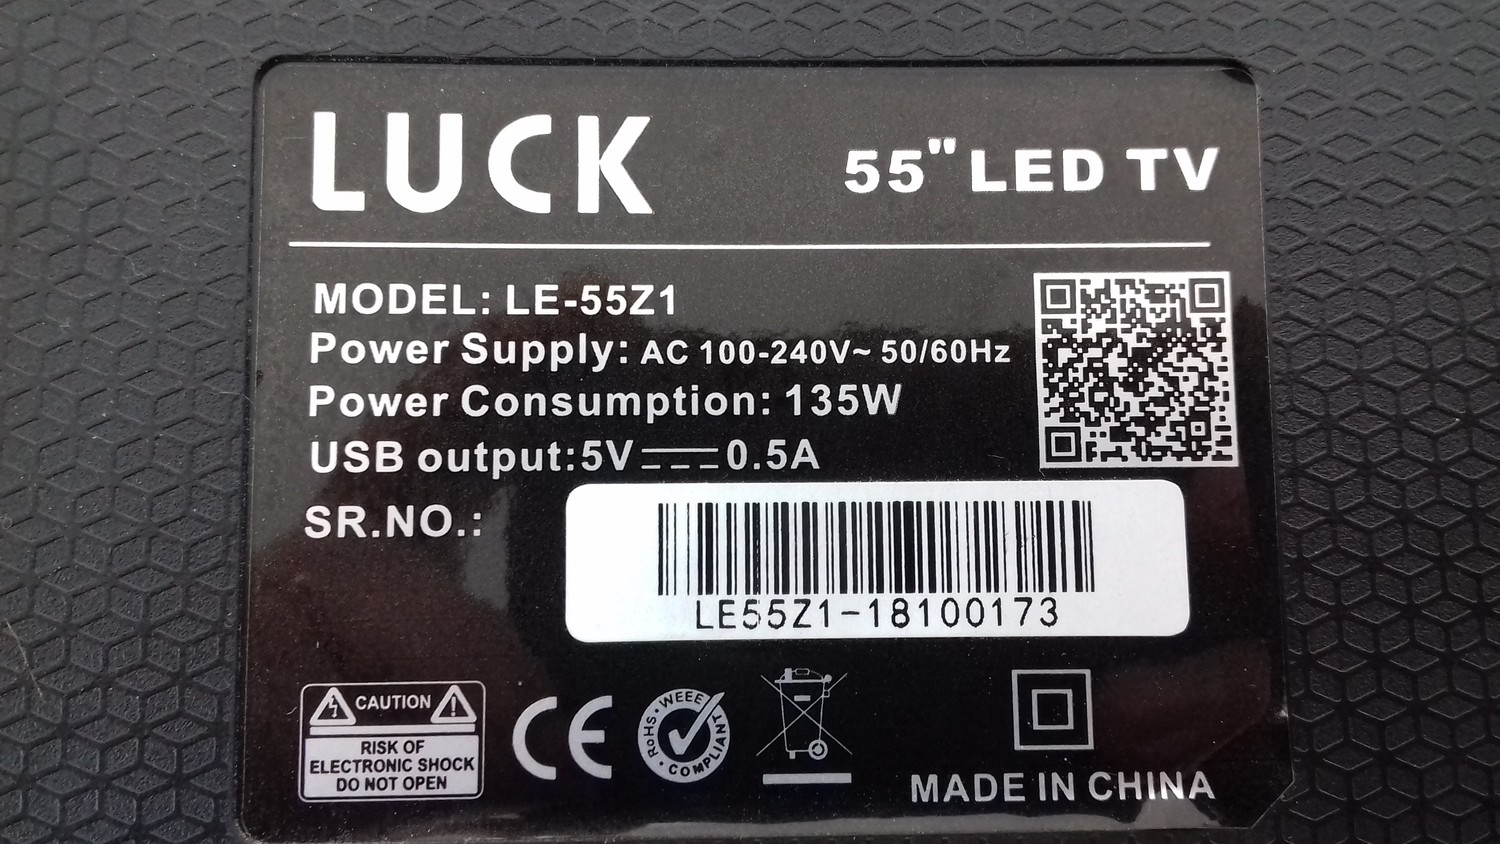 LUCK
55" LED TV
MODEL: LE-55Z1
Power Supply: AC 100-240V~ 50/60Hz
Power Consumption: 135W
USB output:5V⎓0.5A
SR.NO.:
LE55Z1-18100173
CAUTION
RISK OF
ELECTRONIC SHOCK
DO NOT OPEN
CE
RoHS • WEEE
• COMPLIANT
MADE IN CHINA